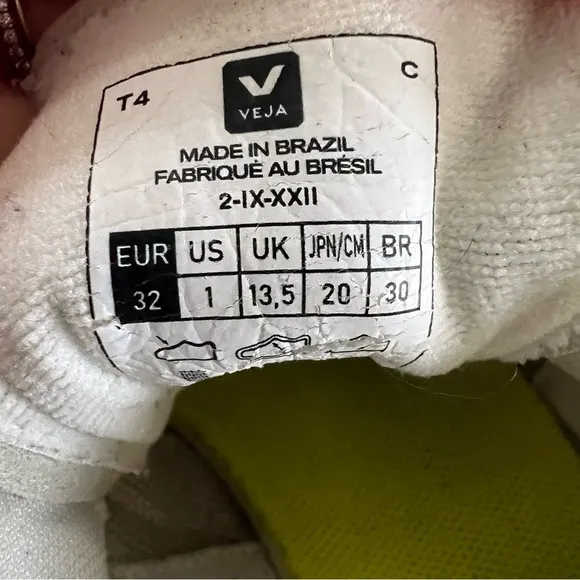 T4
C
VEJA
MADE IN BRAZIL
FABRIQUÉ AU BRÉSIL
2-IX-XXII
EUR US UK JPN/CM BR
32 1 13,5 20 30